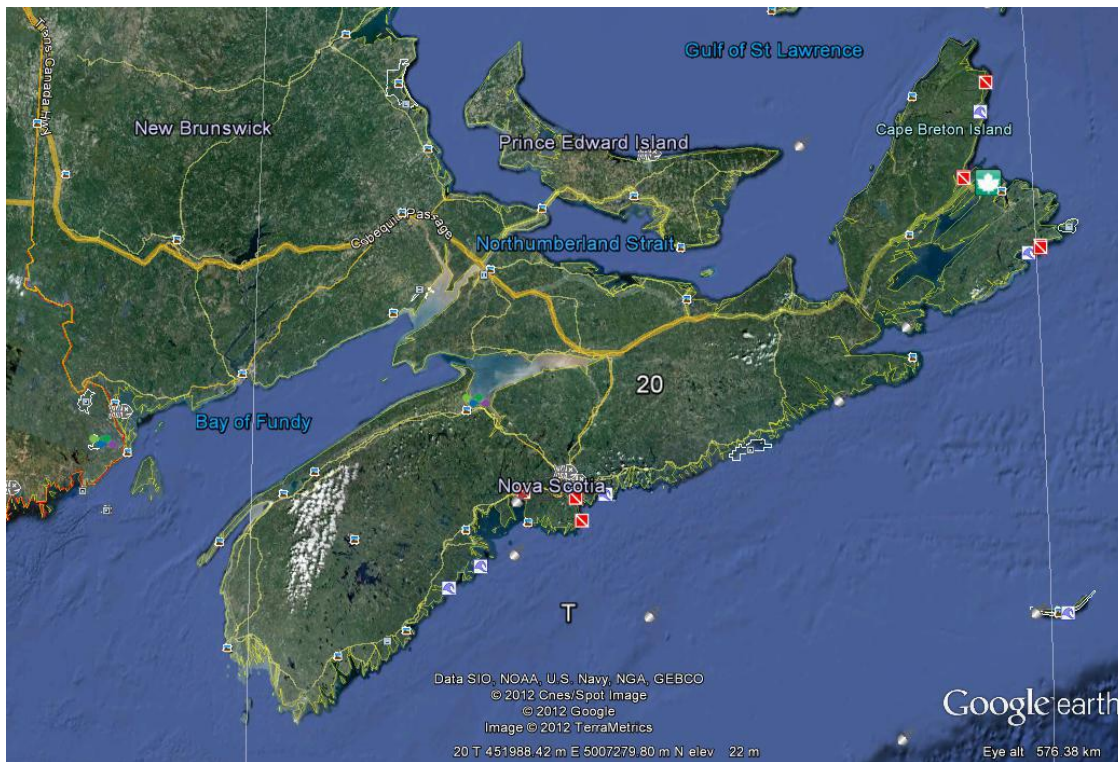 Gulf of St Lawrence
Trans-Canada Hwy
New Brunswick
Cape Breton Island
Prince Edward Island
Cobequid Passage
Northumberland Strait
20
Bay of Fundy
Nova Scotia
T
Data SIO, NOAA, U.S. Navy, NGA, GEBCO
© 2012 Cnes/Spot Image
© 2012 Google
Image © 2012 TerraMetrics
Google earth
20 T 451988.42 m E 5007279.80 m N elev 22 m
Eye alt 576.38 km